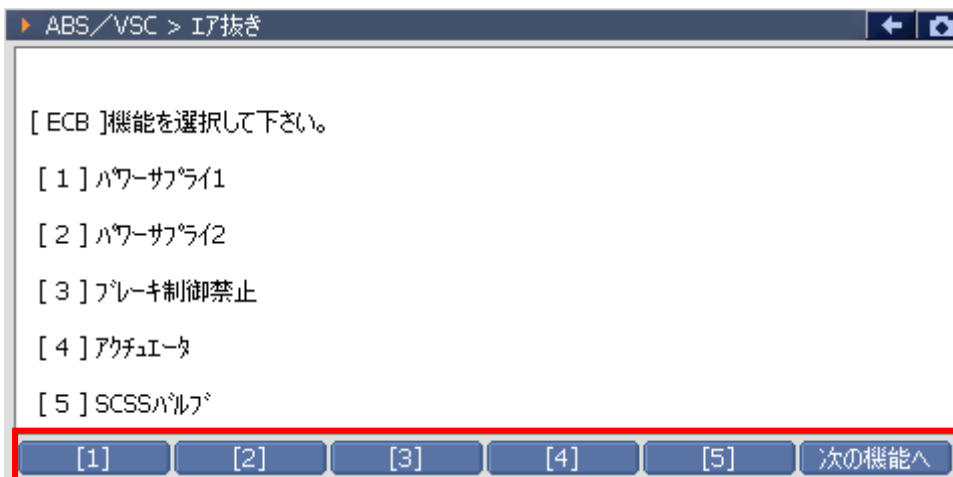 ABS／VSC > ｴｱ抜き
[ ECB ]機能を選択して下さい。
[ 1 ] ﾊﾟﾜｰｻﾌﾟﾗｲ1
[ 2 ] ﾊﾟﾜｰｻﾌﾟﾗｲ2
[ 3 ] ﾌﾞﾚｰｷ制御禁止
[ 4 ] ｱｸﾁｭｴｰﾀ
[ 5 ] SCSSﾊﾞﾙﾌﾞ
[1] [2] [3] [4] [5] 次の機能へ